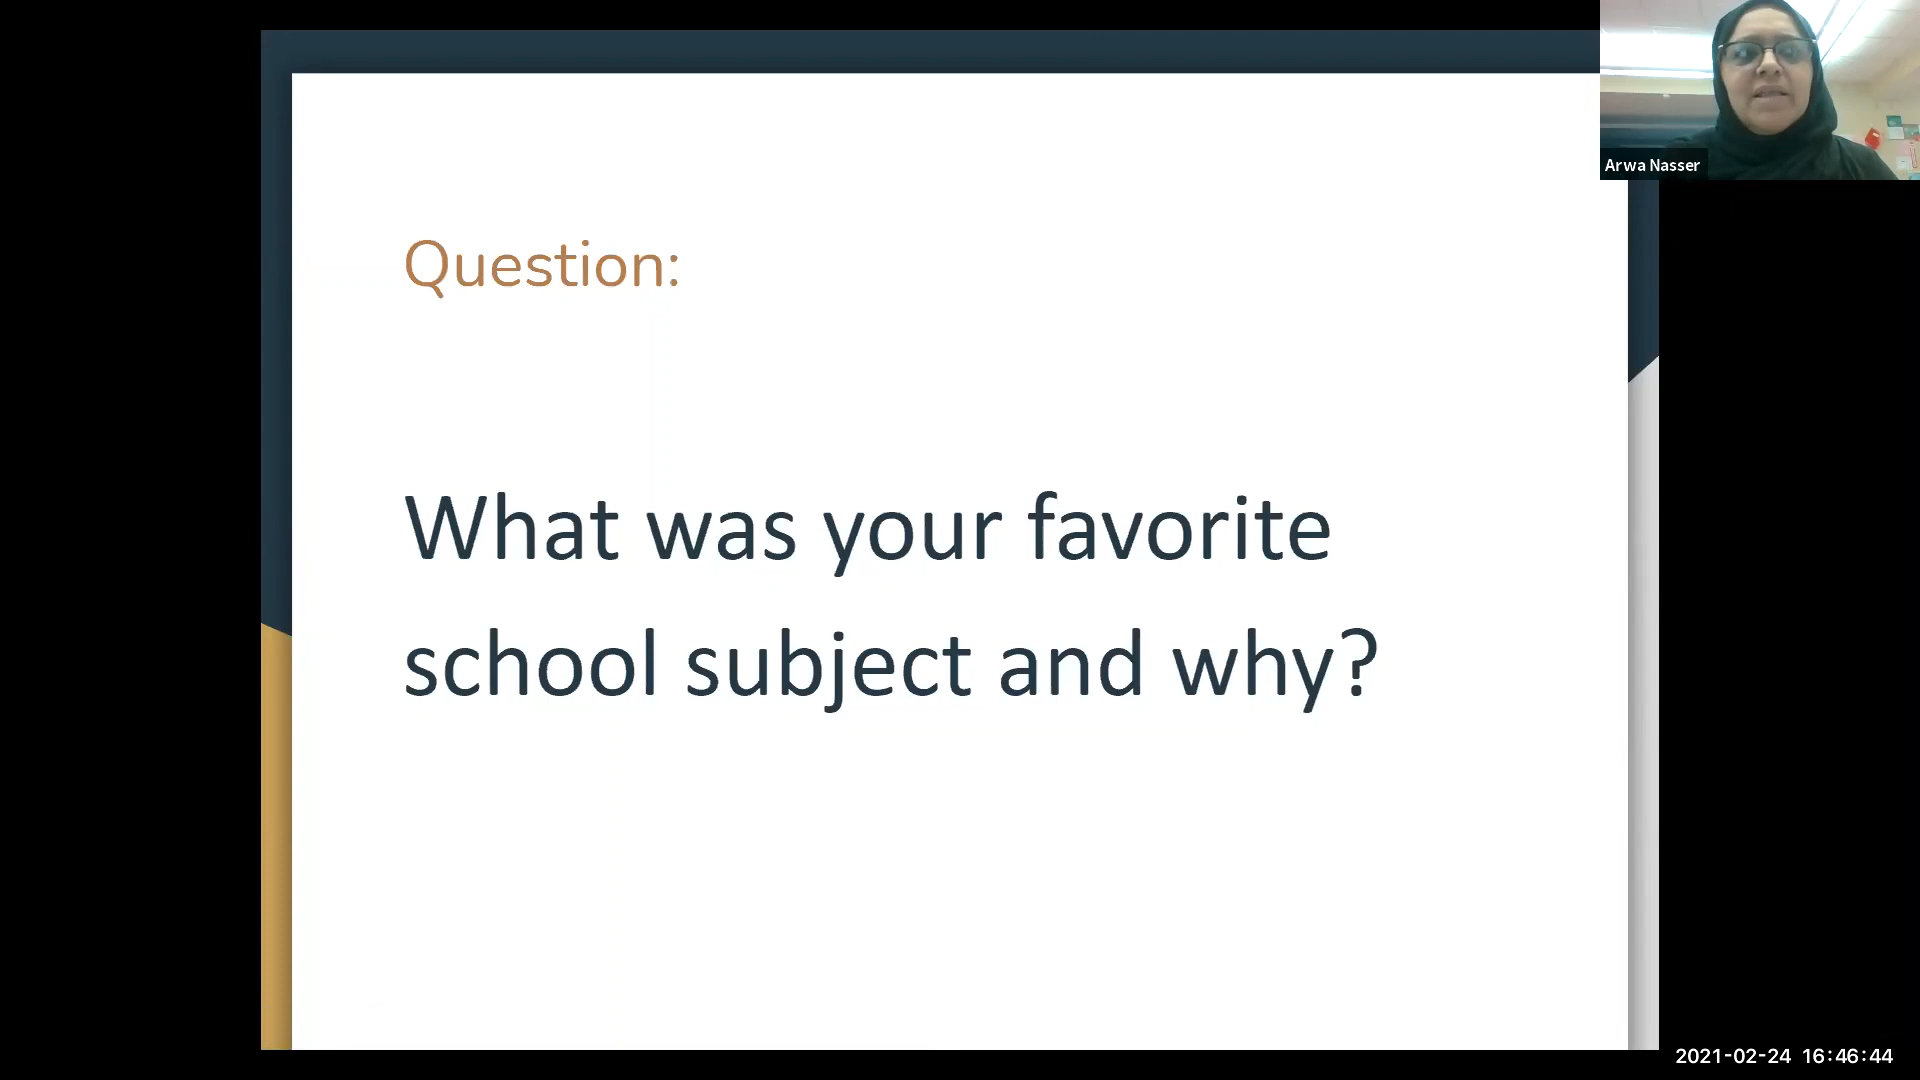 Question:
What was your favorite
school subject and why?
Arwa Nasser
2021-02-24 16:46:44